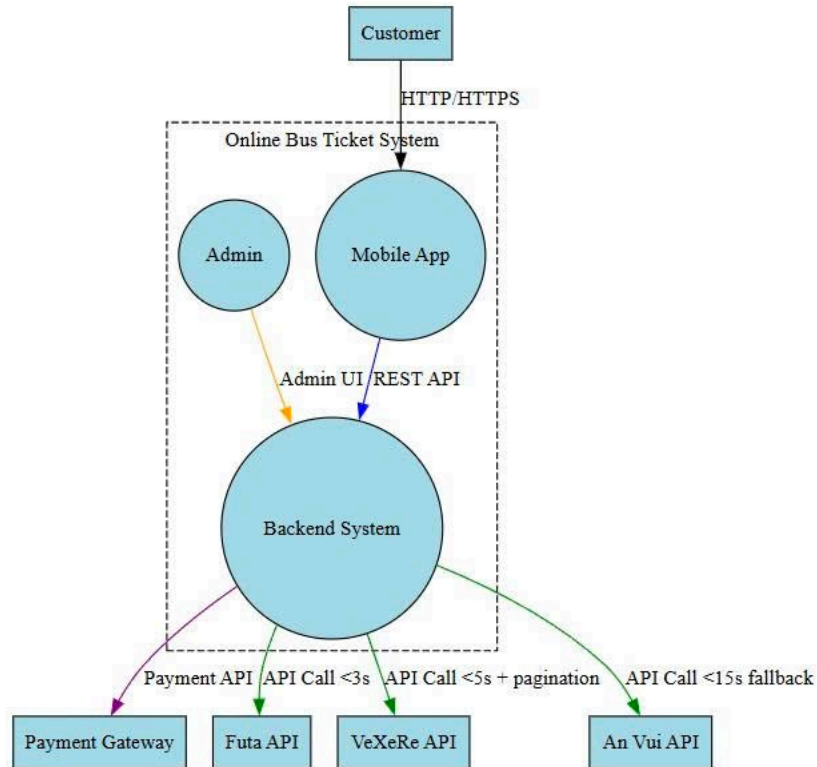 Customer
HTTP/HTTPS
Online Bus Ticket System
Admin
Mobile App
Admin UI
REST API
Backend System
Payment API
API Call <3s
API Call <5s + pagination
API Call <15s fallback
Payment Gateway
Futa API
VeXeRe API
An Vui API